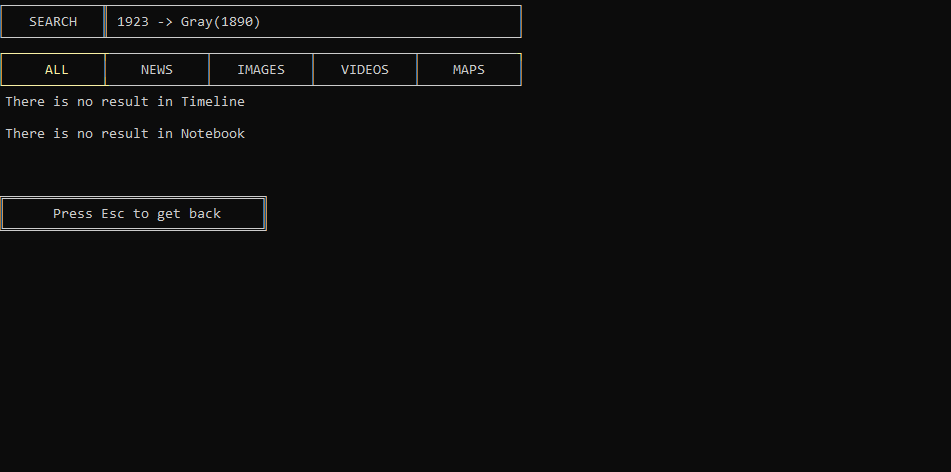 SEARCH 1923 -> Gray(1890)
ALL NEWS IMAGES VIDEOS MAPS
There is no result in Timeline
There is no result in Notebook
Press Esc to get back